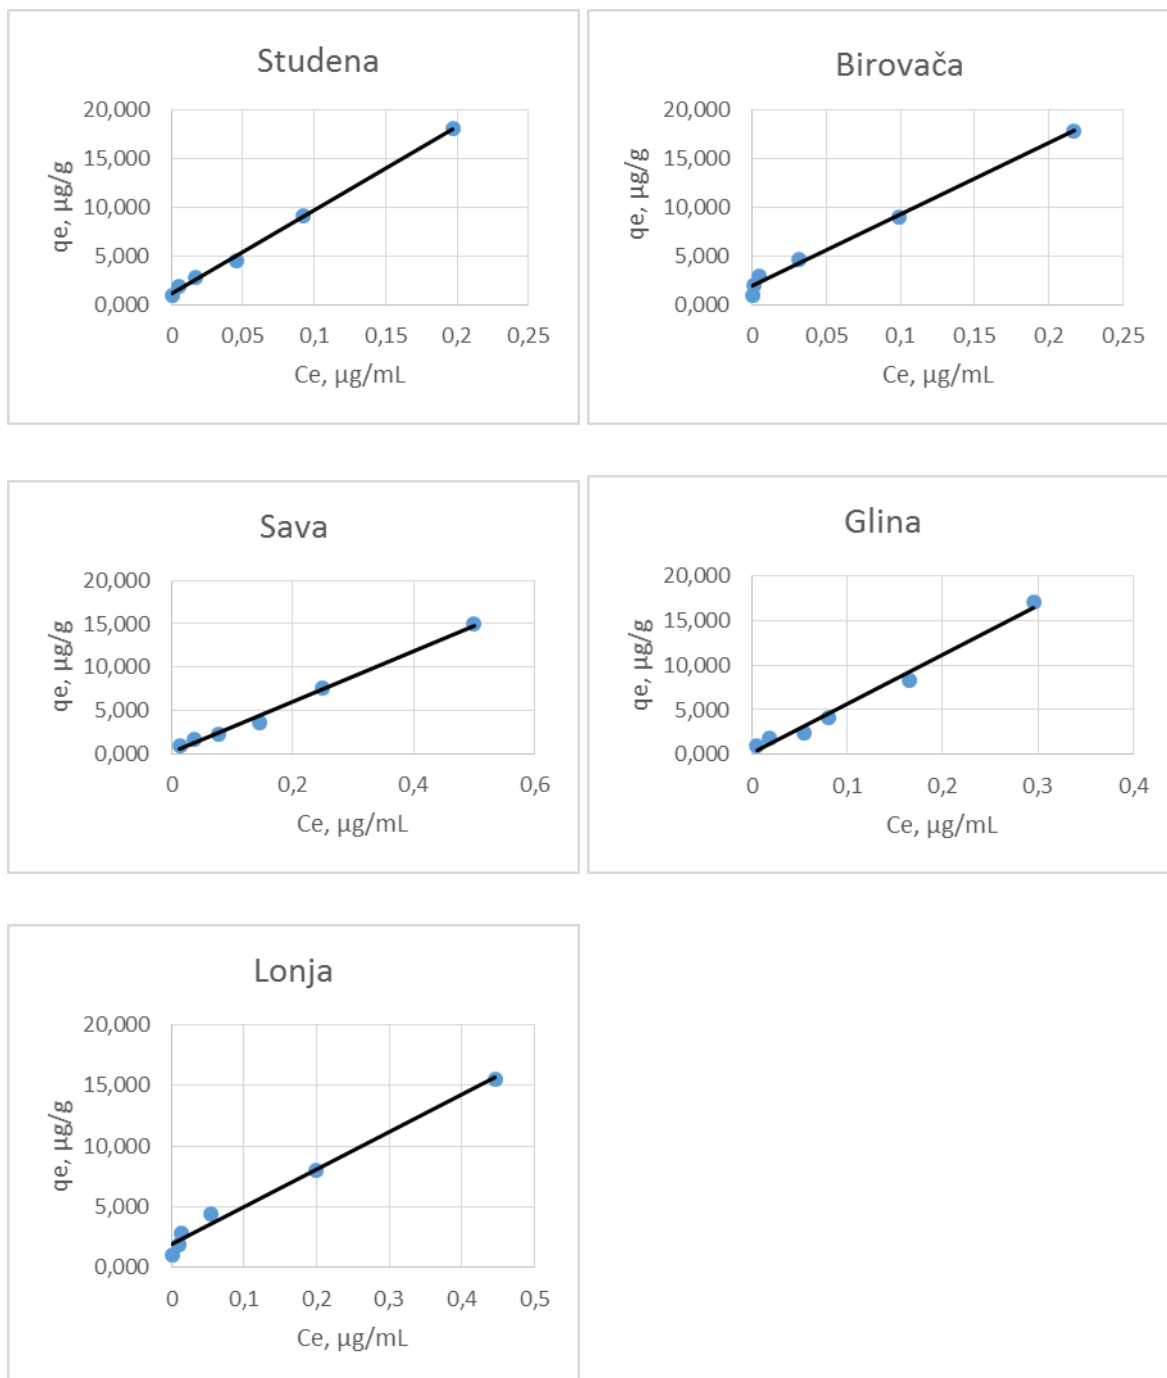 Studena
20,000
15,000
10,000
5,000
0,000
qe, µg/g
0 0,05 0,1 0,15 0,2 0,25
Ce, µg/mL
Birovača
20,000
15,000
10,000
5,000
0,000
qe, µg/g
0 0,05 0,1 0,15 0,2 0,25
Ce, µg/mL
Sava
20,000
15,000
10,000
5,000
0,000
qe, µg/g
0 0,2 0,4 0,6
Ce, µg/mL
Glina
20,000
15,000
10,000
5,000
0,000
qe, µg/g
0 0,1 0,2 0,3 0,4
Ce, µg/mL
Lonja
20,000
15,000
10,000
5,000
0,000
qe, µg/g
0 0,1 0,2 0,3 0,4 0,5
Ce, µg/mL